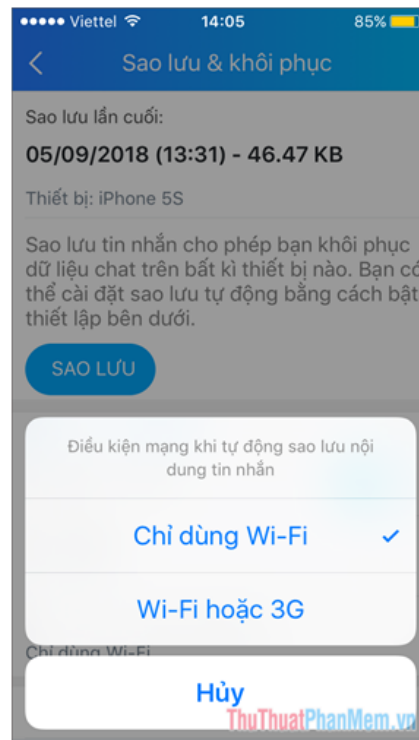 Viettel 14:05 85%
Sao lưu & khôi phục
Sao lưu lần cuối:
05/09/2018 (13:31) - 46.47 KB
Thiết bị: iPhone 5S
Sao lưu tin nhắn cho phép bạn khôi phục
dữ liệu chat trên bất kì thiết bị nào. Bạn có
thể cài đặt sao lưu tự động bằng cách bật
thiết lập bên dưới.
SAO LƯU
Điều kiện mạng khi tự động sao lưu nội
dung tin nhắn
Chỉ dùng Wi-Fi
Wi-Fi hoặc 3G
Chỉ dùng Wi-Fi
Hủy
ThuThuatPhanMem.vn